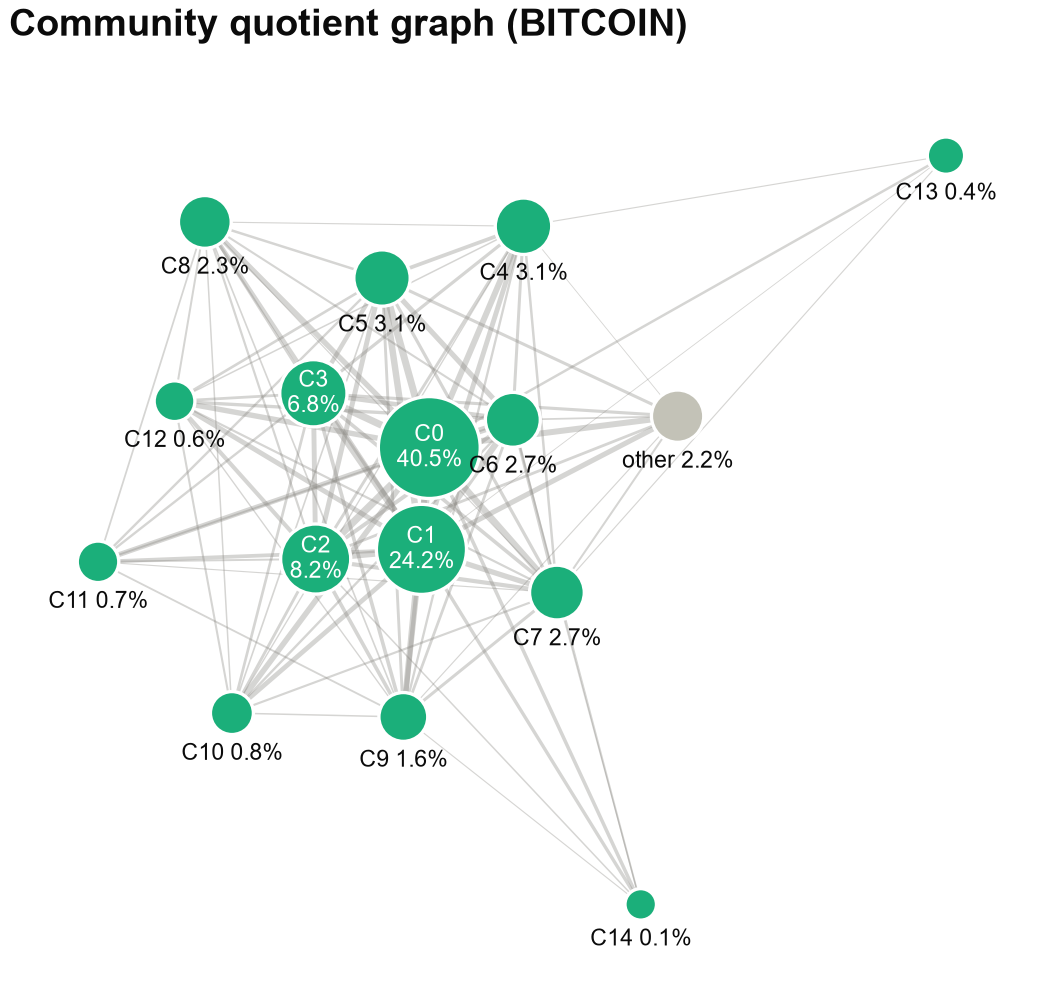 Community quotient graph (BITCOIN)
C13 0.4%
C8 2.3%
C4 3.1%
C5 3.1%
C3
6.8%
C12 0.6%
C0
40.5%
C6 2.7%
other 2.2%
C2
8.2%
C1
24.2%
C11 0.7%
C7 2.7%
C10 0.8%
C9 1.6%
C14 0.1%